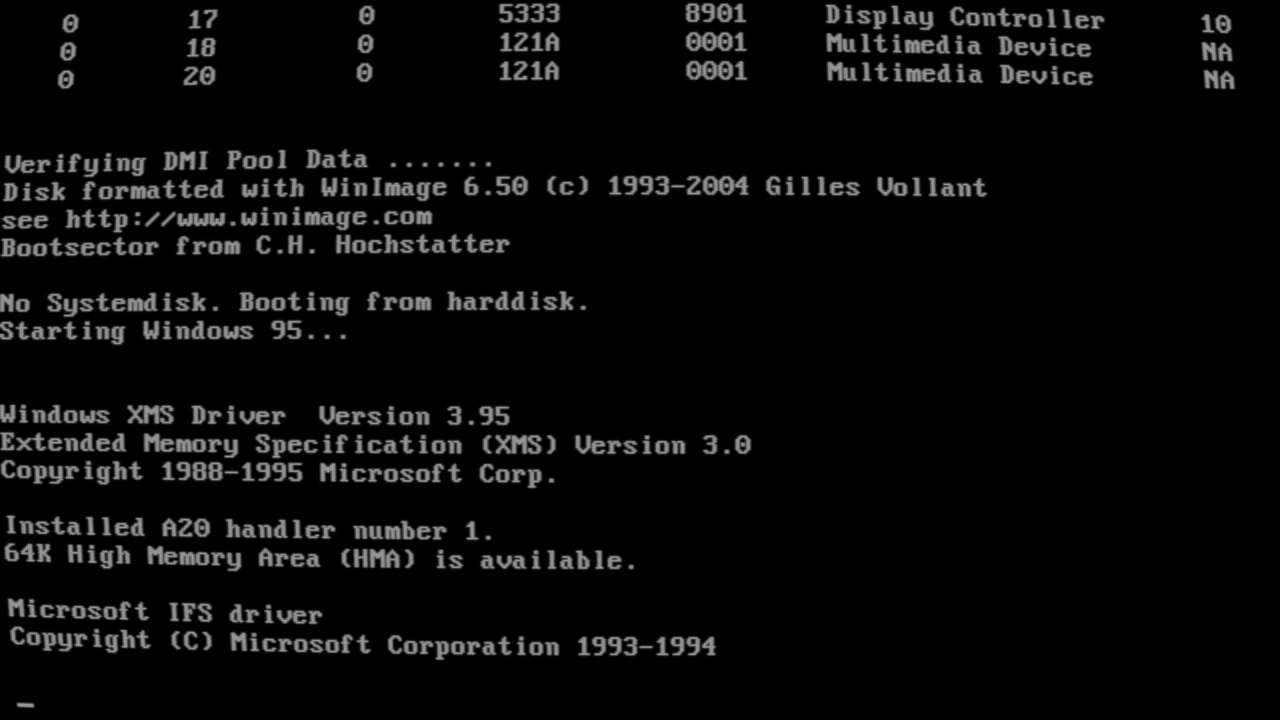 0 17 0 5333 8901 Display Controller 10
0 18 0 121A 0001 Multimedia Device NA
0 20 0 121A 0001 Multimedia Device NA
Verifying DMI Pool Data .......
Disk formatted with WinImage 6.50 (c) 1993-2004 Gilles Vollant
see http://www.winimage.com
Bootsector from C.H. Hochstatter
No Systemdisk. Booting from harddisk.
Starting Windows 95...
Windows XMS Driver  Version 3.95
Extended Memory Specification (XMS) Version 3.0
Copyright 1988-1995 Microsoft Corp.
Installed A20 handler number 1.
64K High Memory Area (HMA) is available.
Microsoft IFS driver
Copyright (C) Microsoft Corporation 1993-1994
_